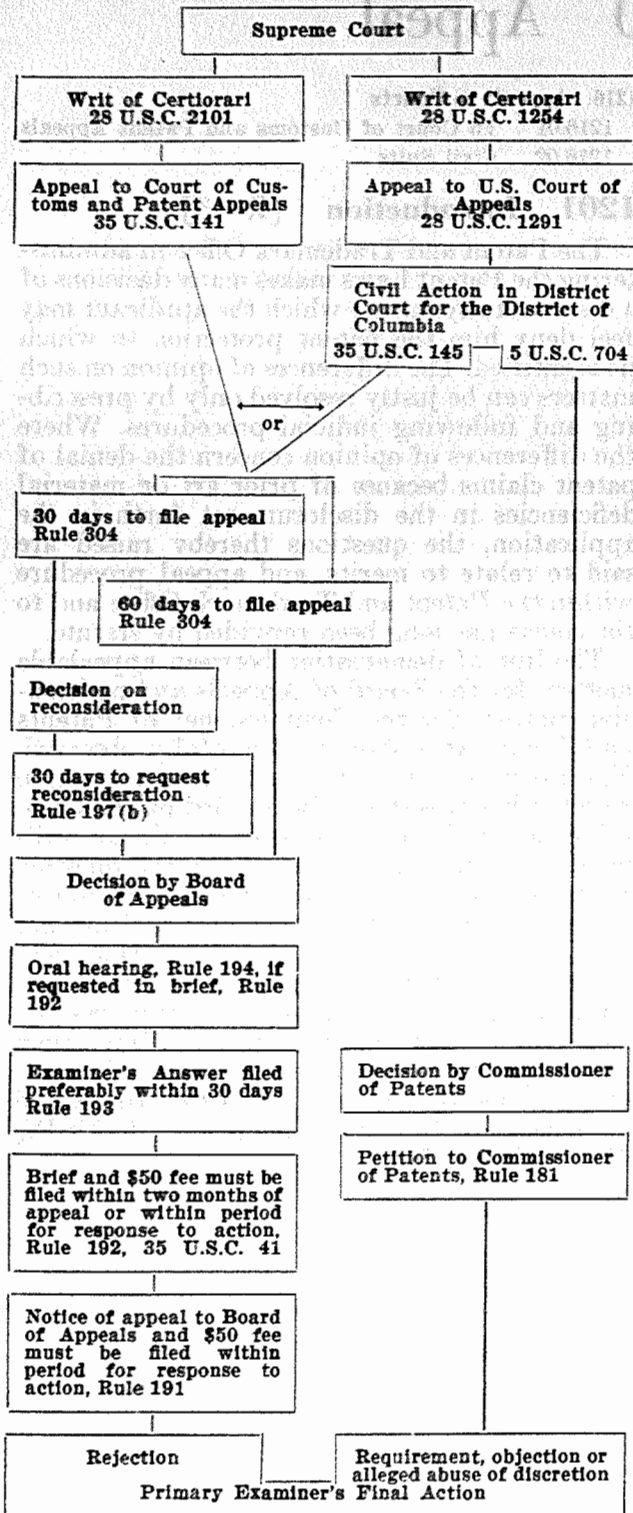 Supreme Court
Writ of Certiorari
28 U.S.C. 2101
Writ of Certiorari
28 U.S.C. 1254
Appeal to Court of Cus-
toms and Patent Appeals
35 U.S.C. 141
Appeal to U.S. Court of
Appeals
28 U.S.C. 1291
Civil Action in District
Court for the District of
Columbia
35 U.S.C. 145
5 U.S.C. 704
or
30 days to file appeal
Rule 304
60 days to file appeal
Rule 304
Decision on
reconsideration
30 days to request
reconsideration
Rule 197(b)
Decision by Board
of Appeals
Oral hearing, Rule 194, if
requested in brief, Rule
192
Examiner's Answer filed
preferably within 30 days
Rule 193
Decision by Commissioner
of Patents
Petition to Commissioner
of Patents, Rule 181
Brief and $50 fee must be
filed within two months of
appeal or within period
for response to action,
Rule 192, 35 U.S.C. 41
Notice of appeal to Board
of Appeals and $50 fee
must be filed within
period for response to
action, Rule 191
Rejection
Requirement, objection or
alleged abuse of discretion
Primary Examiner's Final Action